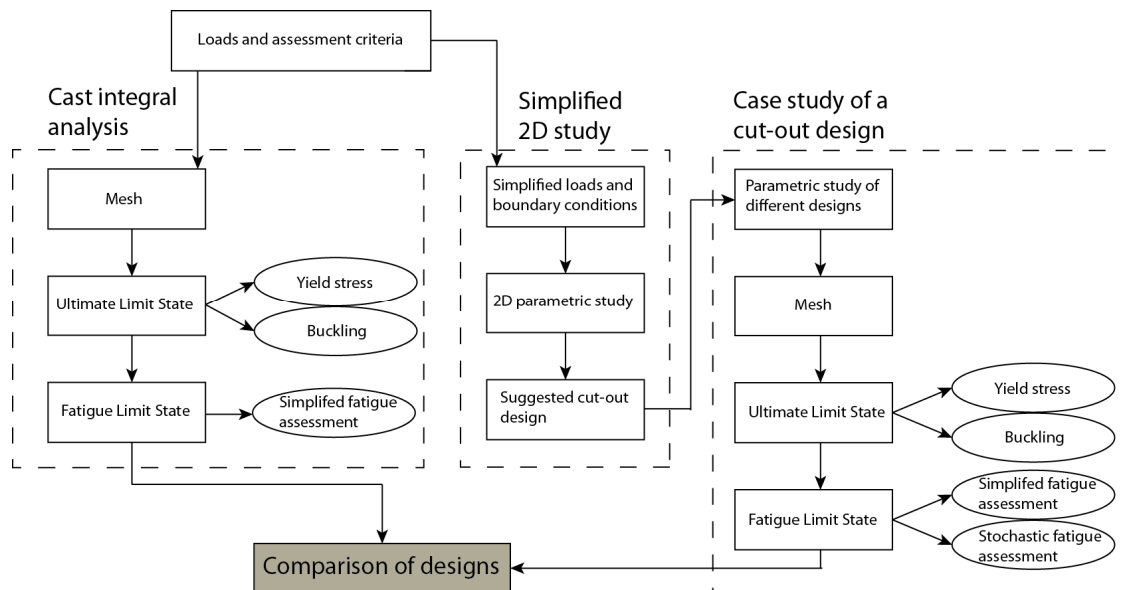 Loads and assessment criteria
Cast integral
analysis
Mesh
Ultimate Limit State
Yield stress
Buckling
Fatigue Limit State
Simplifed fatigue
assessment
Simplified
2D study
Simplified loads and
boundary conditions
2D parametric study
Suggested cut-out
design
Case study of a
cut-out design
Parametric study of
different designs
Mesh
Ultimate Limit State
Yield stress
Buckling
Fatigue Limit State
Simplifed fatigue
assessment
Stochastic fatigue
assessment
Comparison of designs